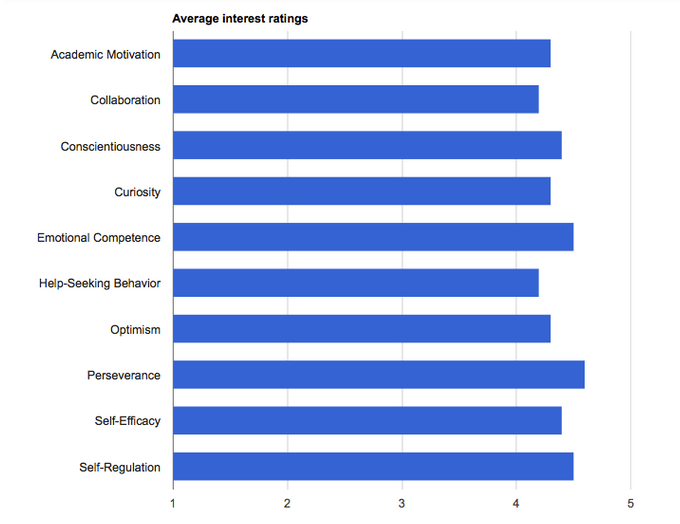 Average interest ratings
Academic Motivation
Collaboration
Conscientiousness
Curiosity
Emotional Competence
Help-Seeking Behavior
Optimism
Perseverance
Self-Efficacy
Self-Regulation
1 2 3 4 5